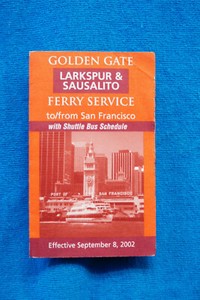 GOLDEN GATE
LARKSPUR &
SAUSALITO
FERRY SERVICE
to/from San Francisco
with Shuttle Bus Schedule
PORT OF SAN FRANCISCO
Effective September 8, 2002